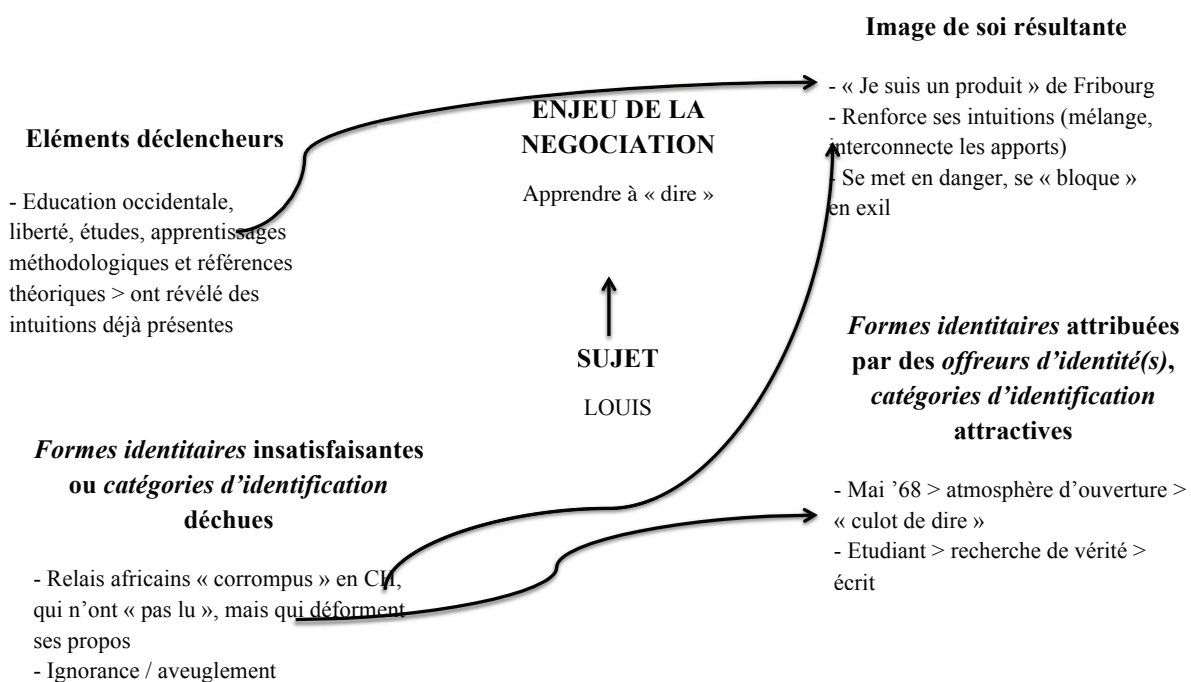 Image de soi résultante
- « Je suis un produit » de Fribourg
- Renforce ses intuitions (mélange,
interconnecte les apports)
- Se met en danger, se « bloque »
en exil
ENJEU DE LA
NEGOCIATION
Apprendre à « dire »
Eléments déclencheurs
- Education occidentale,
liberté, études, apprentissages
méthodologiques et références
théoriques > ont révélé des
intuitions déjà présentes
SUJET
LOUIS
Formes identitaires attribuées
par des offreurs d’identité(s),
catégories d’identification
attractives
- Mai ’68 > atmosphère d’ouverture >
« culot de dire »
- Etudiant > recherche de vérité >
écrit
Formes identitaires insatisfaisantes
ou catégories d’identification
déchues
- Relais africains « corrompus » en CH,
qui n’ont « pas lu », mais qui déforment
ses propos
- Ignorance / aveuglement